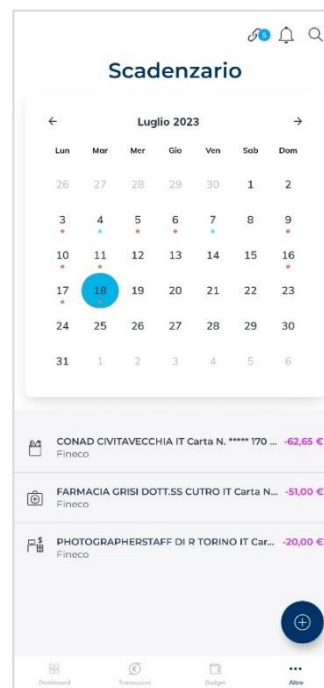 5
Scadenzario
← Luglio 2023 →
Lun Mar Mer Gio Ven Sab Dom
26 27 28 29 30 1 2
3 4 5 6 7 8 9
10 11 12 13 14 15 16
17 18 19 20 21 22 23
24 25 26 27 28 29 30
31 1 2 3 4 5 6
CONAD CIVITAVECCHIA IT Carta N. ***** 170 ... -62,65 €
Fineco
FARMACIA GRISI DOTT.SS CUTRO IT Carta N... -51,00 €
Fineco
PHOTOGRAPHERSTAFF DI R TORINO IT Car... -20,00 €
Fineco
Dashboard Transazioni Budget Altro